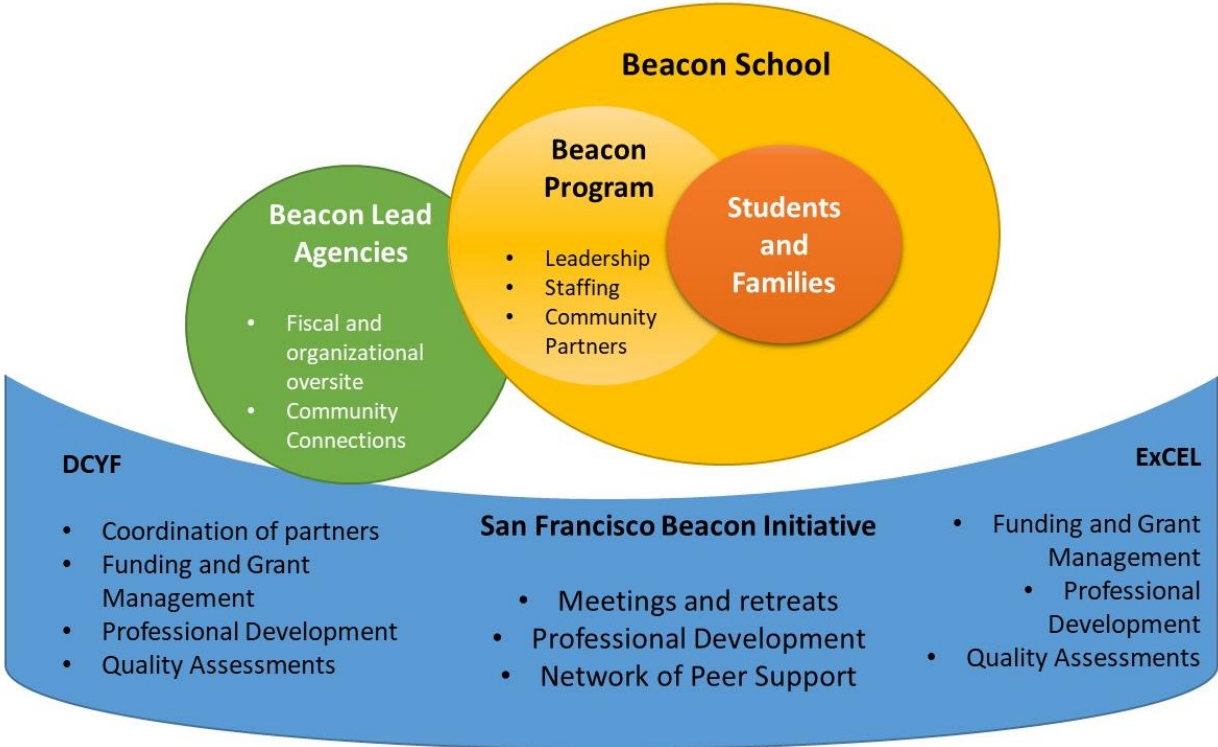 Beacon School
Beacon
Program
• Leadership
• Staffing
• Community
Partners
Students
and
Families
Beacon Lead
Agencies
• Fiscal and
organizational
oversite
• Community
Connections
DCYF
• Coordination of partners
• Funding and Grant
Management
• Professional Development
• Quality Assessments
San Francisco Beacon Initiative
• Meetings and retreats
• Professional Development
• Network of Peer Support
ExCEL
• Funding and Grant
Management
• Professional
Development
• Quality Assessments